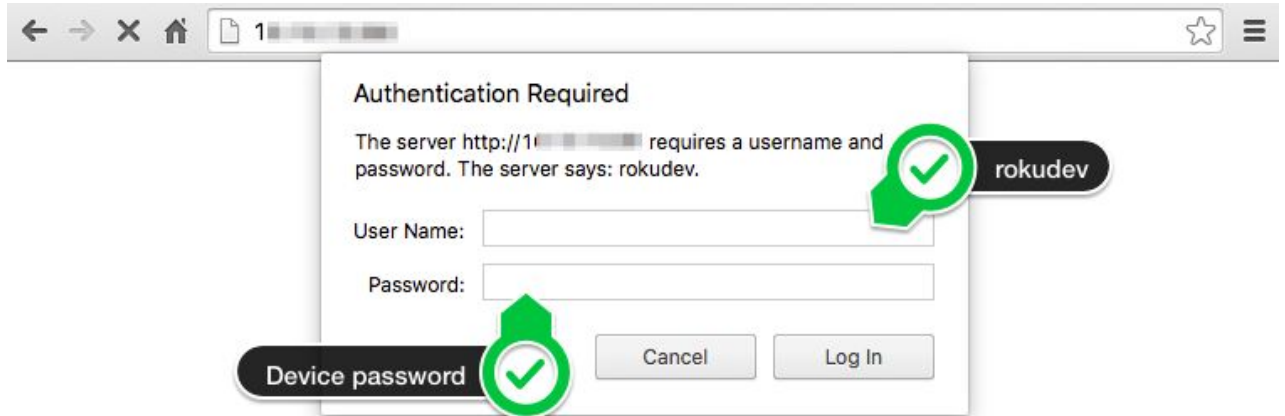 1
Authentication Required
The server http://1 requires a username and
password. The server says: rokudev.
rokudev
User Name:
Password:
Device password
Cancel
Log In